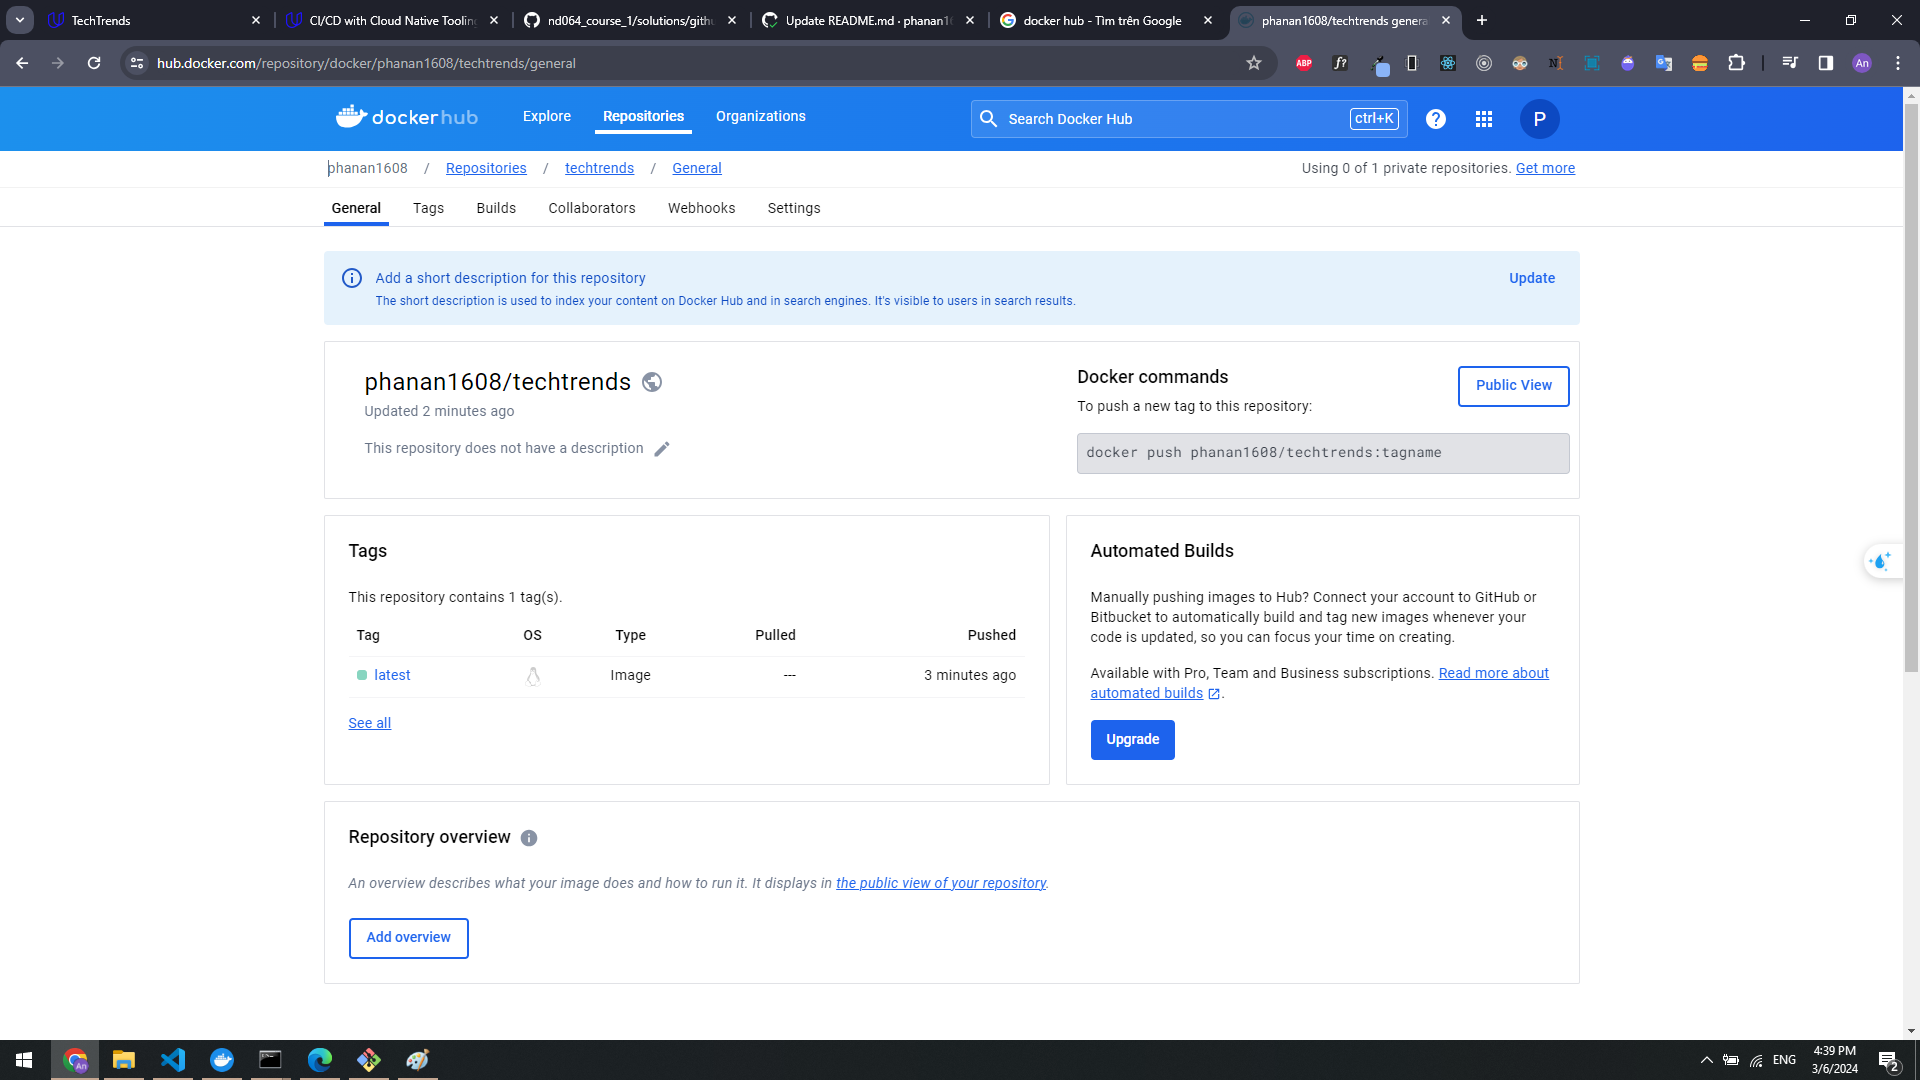 TechTrends
CI/CD with Cloud Native Tooling
nd064_course_1/solutions/githu
Update README.md · phanan16
docker hub - Tìm trên Google
phanan1608/techtrends genera
hub.docker.com/repository/docker/phanan1608/techtrends/general
ABP
f?
An
docker hub
Explore
Repositories
Organizations
Search Docker Hub
ctrl+K
P
phanan1608 / Repositories / techtrends / General
Using 0 of 1 private repositories. Get more
General
Tags
Builds
Collaborators
Webhooks
Settings
Add a short description for this repository
Update
The short description is used to index your content on Docker Hub and in search engines. It's visible to users in search results.
phanan1608/techtrends
Updated 2 minutes ago
This repository does not have a description
Docker commands
Public View
To push a new tag to this repository:
docker push phanan1608/techtrends:tagname
Tags
This repository contains 1 tag(s).
Tag OS Type Pulled Pushed
latest Image --- 3 minutes ago
See all
Automated Builds
Manually pushing images to Hub? Connect your account to GitHub or
Bitbucket to automatically build and tag new images whenever your
code is updated, so you can focus your time on creating.
Available with Pro, Team and Business subscriptions. Read more about
automated builds .
Upgrade
Repository overview
An overview describes what your image does and how to run it. It displays in the public view of your repository.
Add overview
ENG
4:39 PM
3/6/2024
2